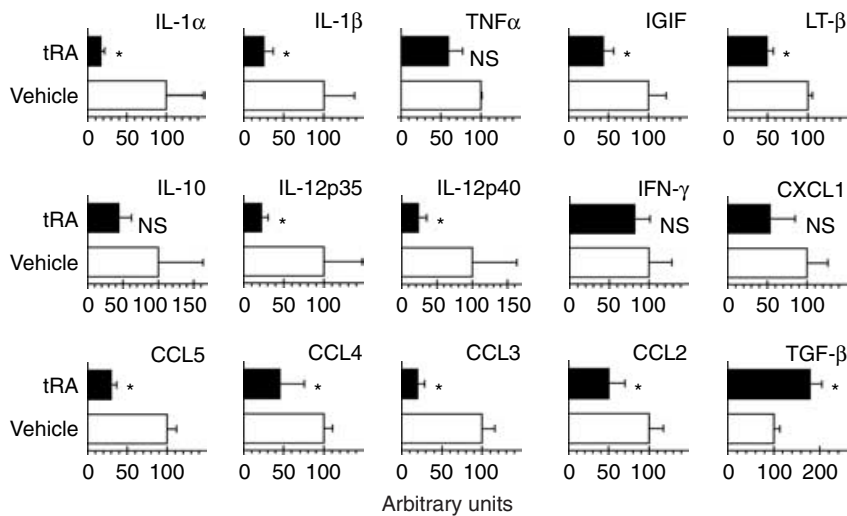 IL-1α IL-1β TNFα IGIF LT-β
tRA * * NS * *
Vehicle
0 50 100 0 50 100 0 50 100 0 50 100 0 50 100
IL-10 IL-12p35 IL-12p40 IFN-γ CXCL1
tRA NS * * NS NS
Vehicle
0 50 100 150 0 50 100 0 50 100 150 0 50 100 0 50 100
CCL5 CCL4 CCL3 CCL2 TGF-β
tRA * * * * *
Vehicle
0 50 100 0 50 100 0 50 100 0 50 100 0 100 200
Arbitrary units